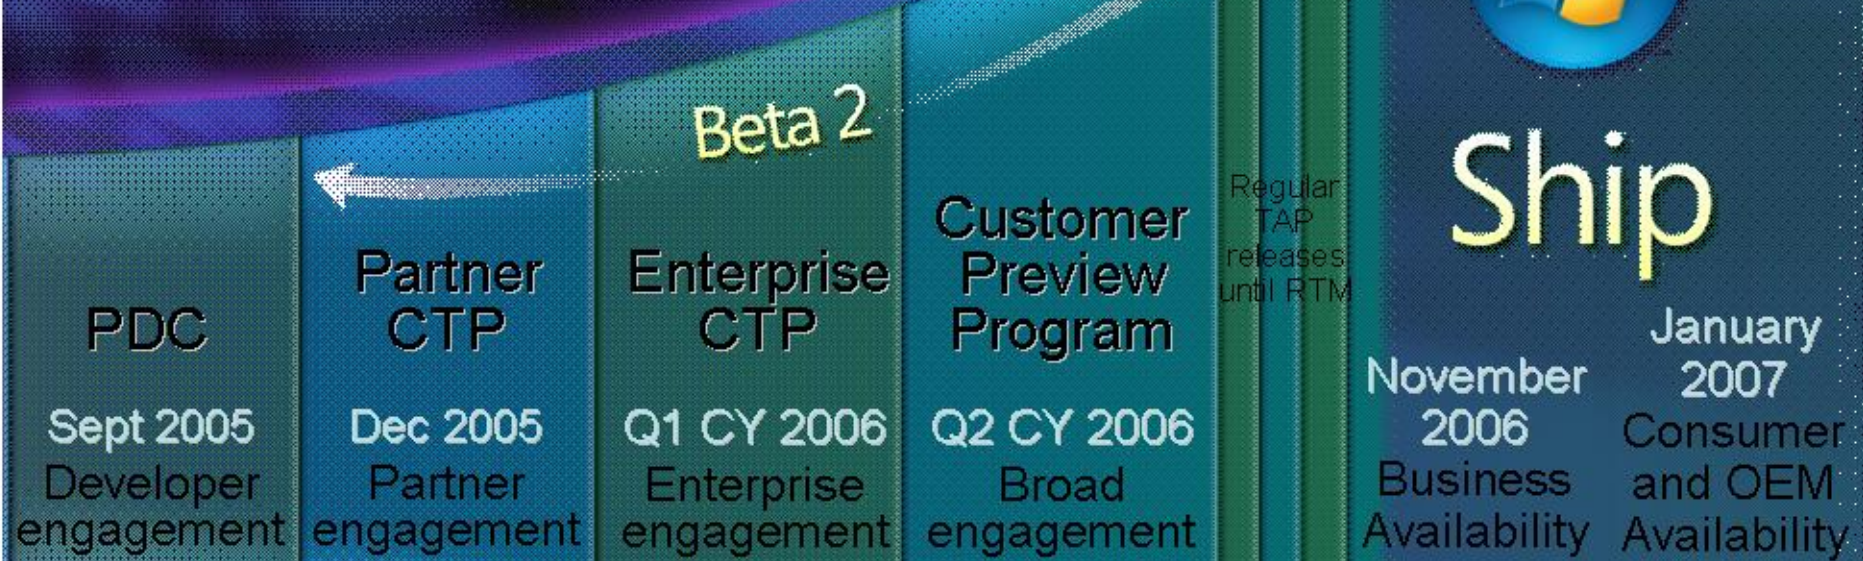 Beta 2
PDC
Sept 2005
Developer
engagement
Partner
CTP
Dec 2005
Partner
engagement
Enterprise
CTP
Q1 CY 2006
Enterprise
engagement
Customer
Preview
Program
Q2 CY 2006
Broad
engagement
Regular
TAP
releases
until RTM
Ship
November
2006
Business
Availability
January
2007
Consumer
and OEM
Availability